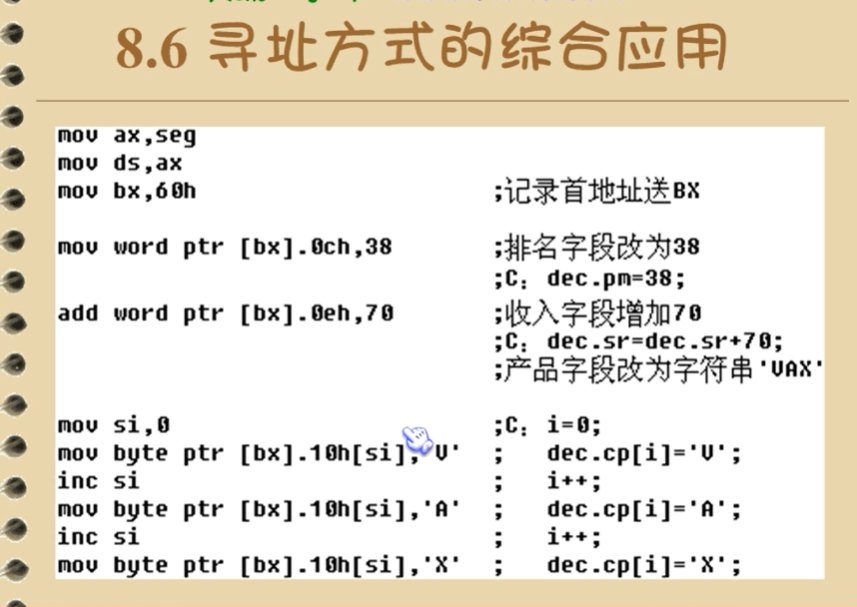 8.6 寻址方式的综合应用
mov ax,seg
mov ds,ax
mov bx,60h ;记录首地址送BX
mov word ptr [bx].0ch,38 ;排名字段改为38
;C: dec.pm=38;
add word ptr [bx].0eh,70 ;收入字段增加70
;C: dec.sr=dec.sr+70;
;产品字段改为字符串'VAX'
mov si,0 ;C: i=0;
mov byte ptr [bx].10h[si],'V' ; dec.cp[i]='V';
inc si ; i++;
mov byte ptr [bx].10h[si],'A' ; dec.cp[i]='A';
inc si ; i++;
mov byte ptr [bx].10h[si],'X' ; dec.cp[i]='X';